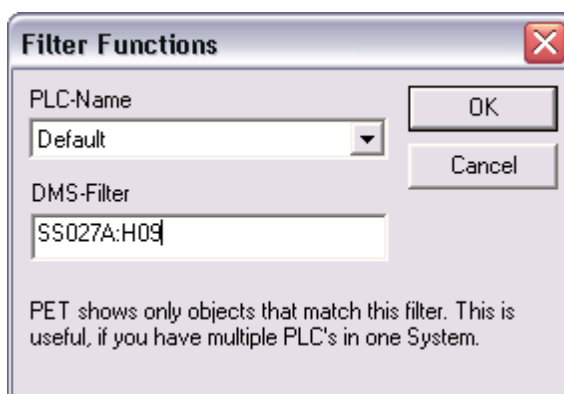 Filter Functions
PLC-Name
OK
Default
Cancel
DMS-Filter
SS027A:H09
PET shows only objects that match this filter. This is
useful, if you have multiple PLC's in one System.